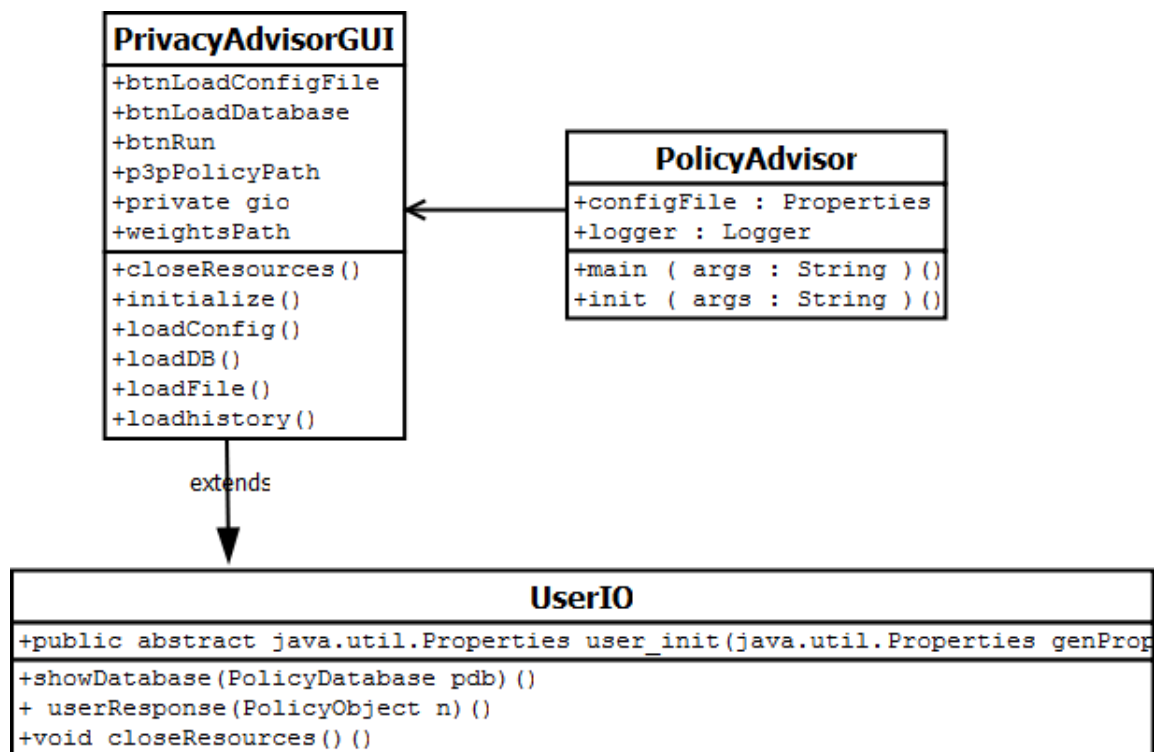 PrivacyAdvisorGUI
+btnLoadConfigFile
+btnLoadDatabase
+btnRun
+p3pPolicyPath
+private gio
+weightsPath
+closeResources()
+initialize()
+loadConfig()
+loadDB()
+loadFile()
+loadhistory()
PolicyAdvisor
+configFile : Properties
+logger : Logger
+main ( args : String )()
+init ( args : String )()
extends
UserIO
+public abstract java.util.Properties user_init(java.util.Properties genProp
+showDatabase(PolicyDatabase pdb)()
+ userResponse(PolicyObject n)()
+void closeResources()()